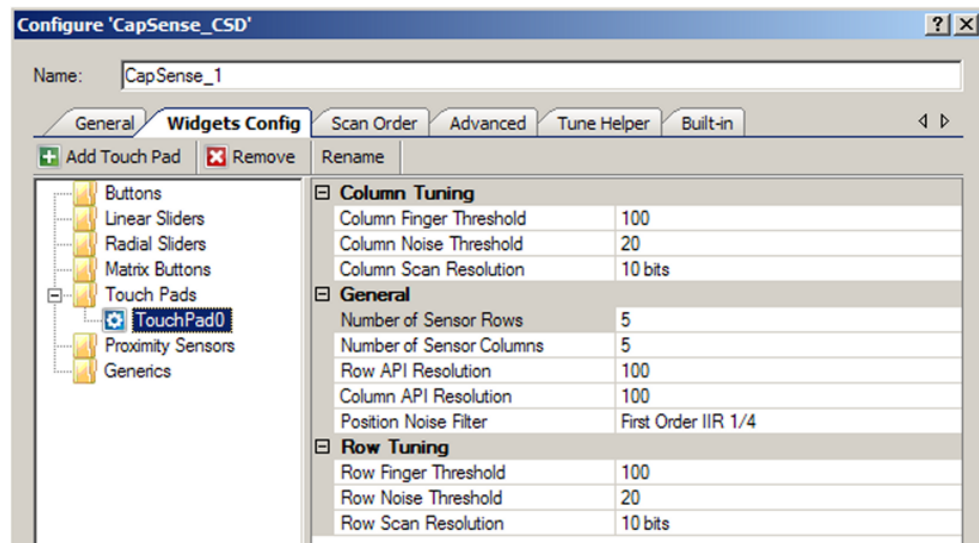 Configure 'CapSense_CSD'
Name: CapSense_1
General Widgets Config Scan Order Advanced Tune Helper Built-in
Add Touch Pad Remove Rename
Buttons
Linear Sliders
Radial Sliders
Matrix Buttons
Touch Pads
TouchPad0
Proximity Sensors
Generics
Column Tuning
Column Finger Threshold 100
Column Noise Threshold 20
Column Scan Resolution 10 bits
General
Number of Sensor Rows 5
Number of Sensor Columns 5
Row API Resolution 100
Column API Resolution 100
Position Noise Filter First Order IIR 1/4
Row Tuning
Row Finger Threshold 100
Row Noise Threshold 20
Row Scan Resolution 10 bits